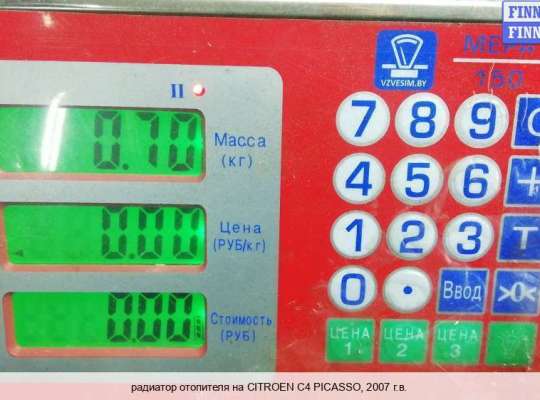 FINN
FINN
VZVESIM.BY
150
II
0.70
Масса
(кг)
7 8 9 C
4 5 6 +
0.00
Цена
(РУБ/кг)
1 2 3 T
0 . Ввод >0<
0.00
Стоимость
(РУБ)
ЦЕНА 1
ЦЕНА 2
ЦЕНА 3
радиатор отопителя на CITROEN C4 PICASSO, 2007 г.в.